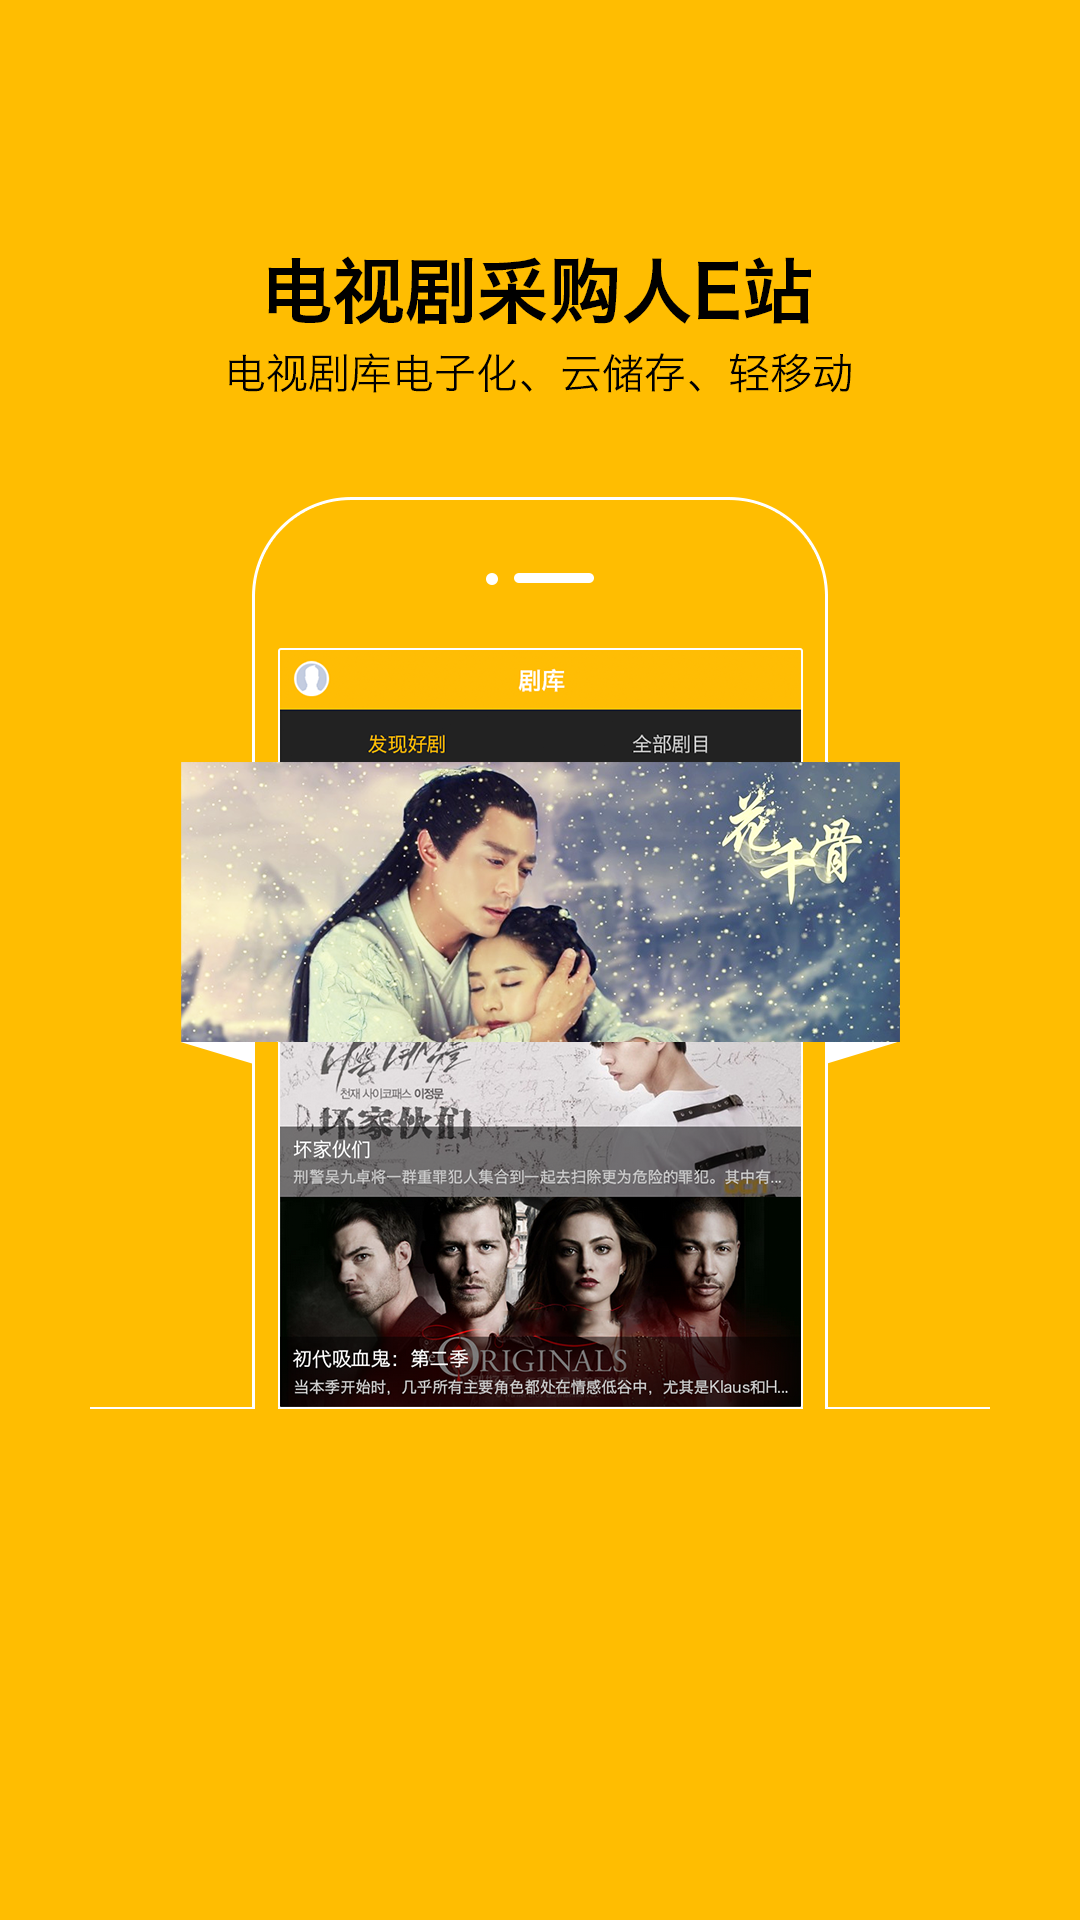 电视剧采购人E站
电视剧库电子化、云储存、轻移动
剧库
发现好剧 全部剧目
花千骨
나쁜 녀석들
천재 사이코패스 이정문
坏家伙们
坏家伙们
刑警吴九卓将一群重罪犯人集合到一起去扫除更为危险的罪犯。其中有...
ORIGINALS
初代吸血鬼：第二季
当本季开始时，几乎所有主要角色都处在情感低谷中，尤其是Klaus和H...